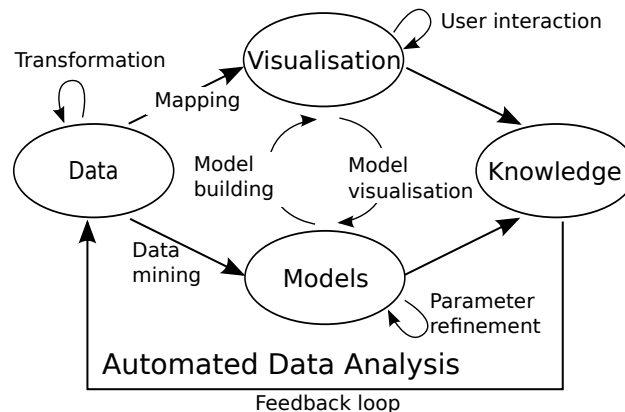 User interaction
Transformation
Visualisation
Mapping
Data
Model
building
Model
visualisation
Knowledge
Data
mining
Models
Parameter
refinement
Automated Data Analysis
Feedback loop